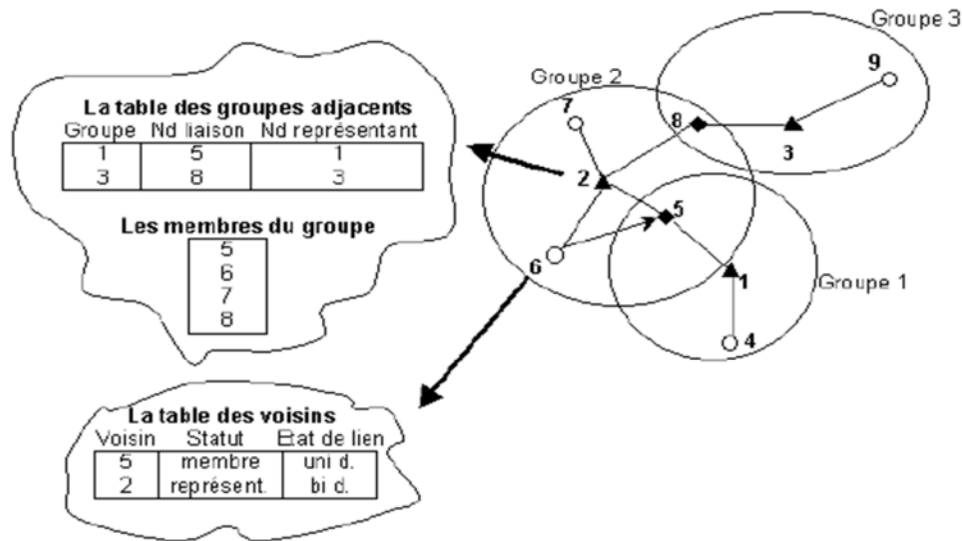 La table des groupes adjacents
Groupe Nd liaison Nd représentant
1 5 1
3 8 3
Les membres du groupe
5
6
7
8
Groupe 3
9
8
3
Groupe 2
7
2
5
6
1
Groupe 1
4
La table des voisins
Voisin Statut Etat de lien
5 membre uni d.
2 représent. bi d.